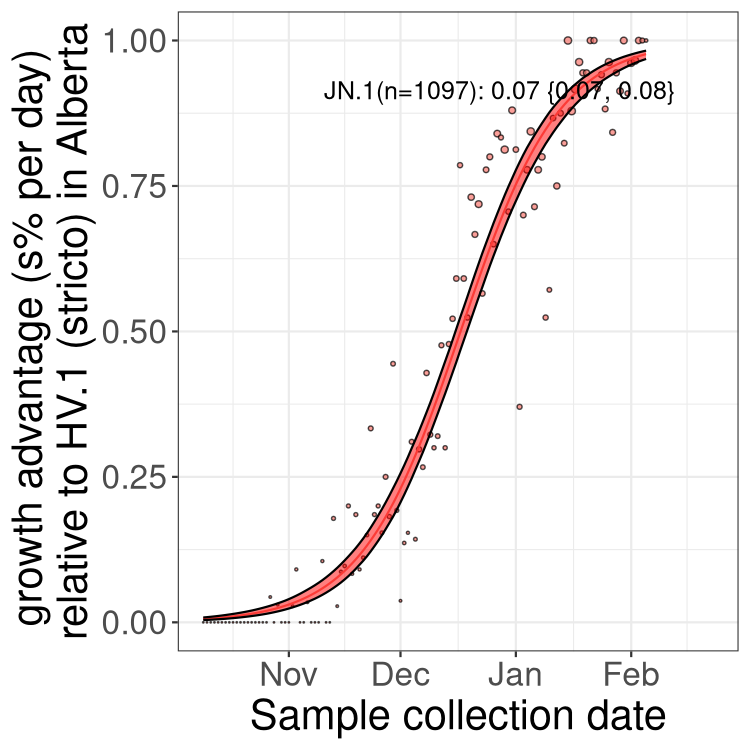 growth advantage (s% per day)
relative to HV.1 (stricto) in Alberta
1.00
0.75
0.50
0.25
0.00
JN.1(n=1097): 0.07 {0.07, 0.08}
Nov Dec Jan Feb
Sample collection date